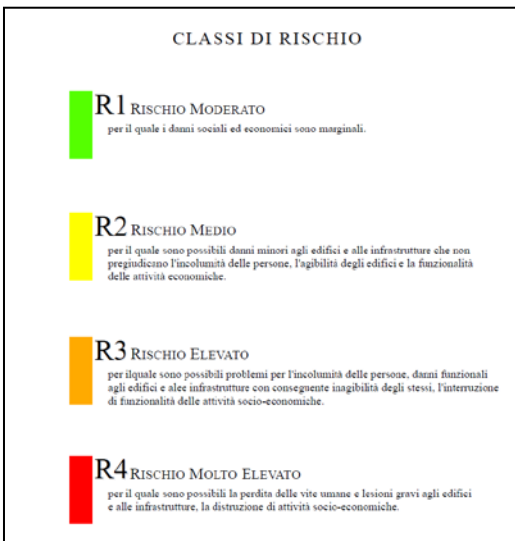 CLASSI DI RISCHIO
R1 RISCHIO MODERATO
per il quale i danni sociali ed economici sono marginali.
R2 RISCHIO MEDIO
per il quale sono possibili danni minori agli edifici e alle infrastrutture che non
pregiudicano l'incolumità delle persone, l'agibilità degli edifici e la funzionalità
delle attività economiche.
R3 RISCHIO ELEVATO
per ilquale sono possibili problemi per l'incolumità delle persone, danni funzionali
agli edifici e alee infrastrutture con conseguente inagibilità degli stessi, l'interruzione
di funzionalità delle attività socio-economiche.
R4 RISCHIO MOLTO ELEVATO
per il quale sono possibili la perdita delle vite umane e lesioni gravi agli edifici
e alle infrastrutture, la distruzione di attività socio-economiche.